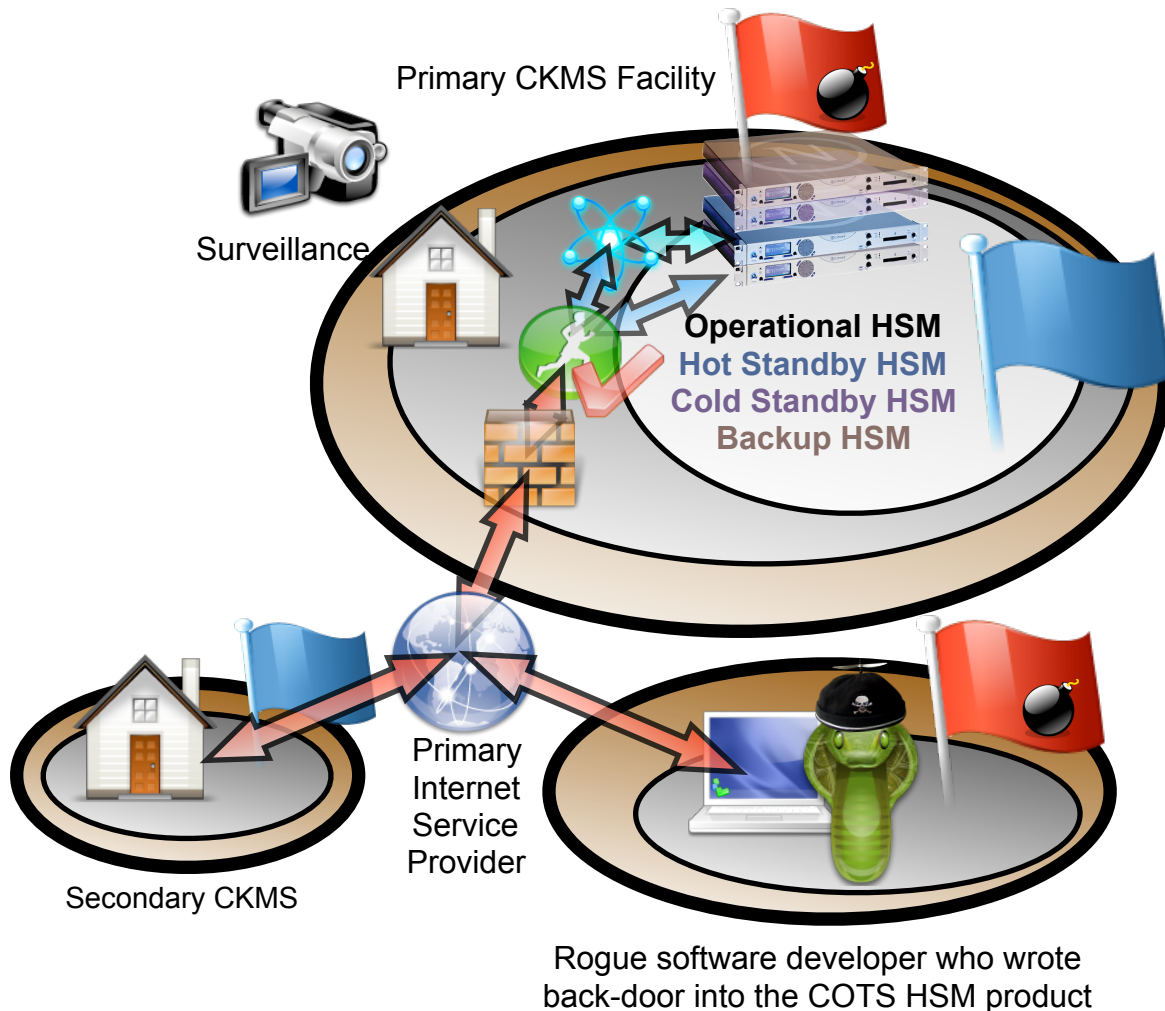 Primary CKMS Facility
Surveillance
Operational HSM
Hot Standby HSM
Cold Standby HSM
Backup HSM
Primary
Internet
Service
Provider
Secondary CKMS
Rogue software developer who wrote
back-door into the COTS HSM product